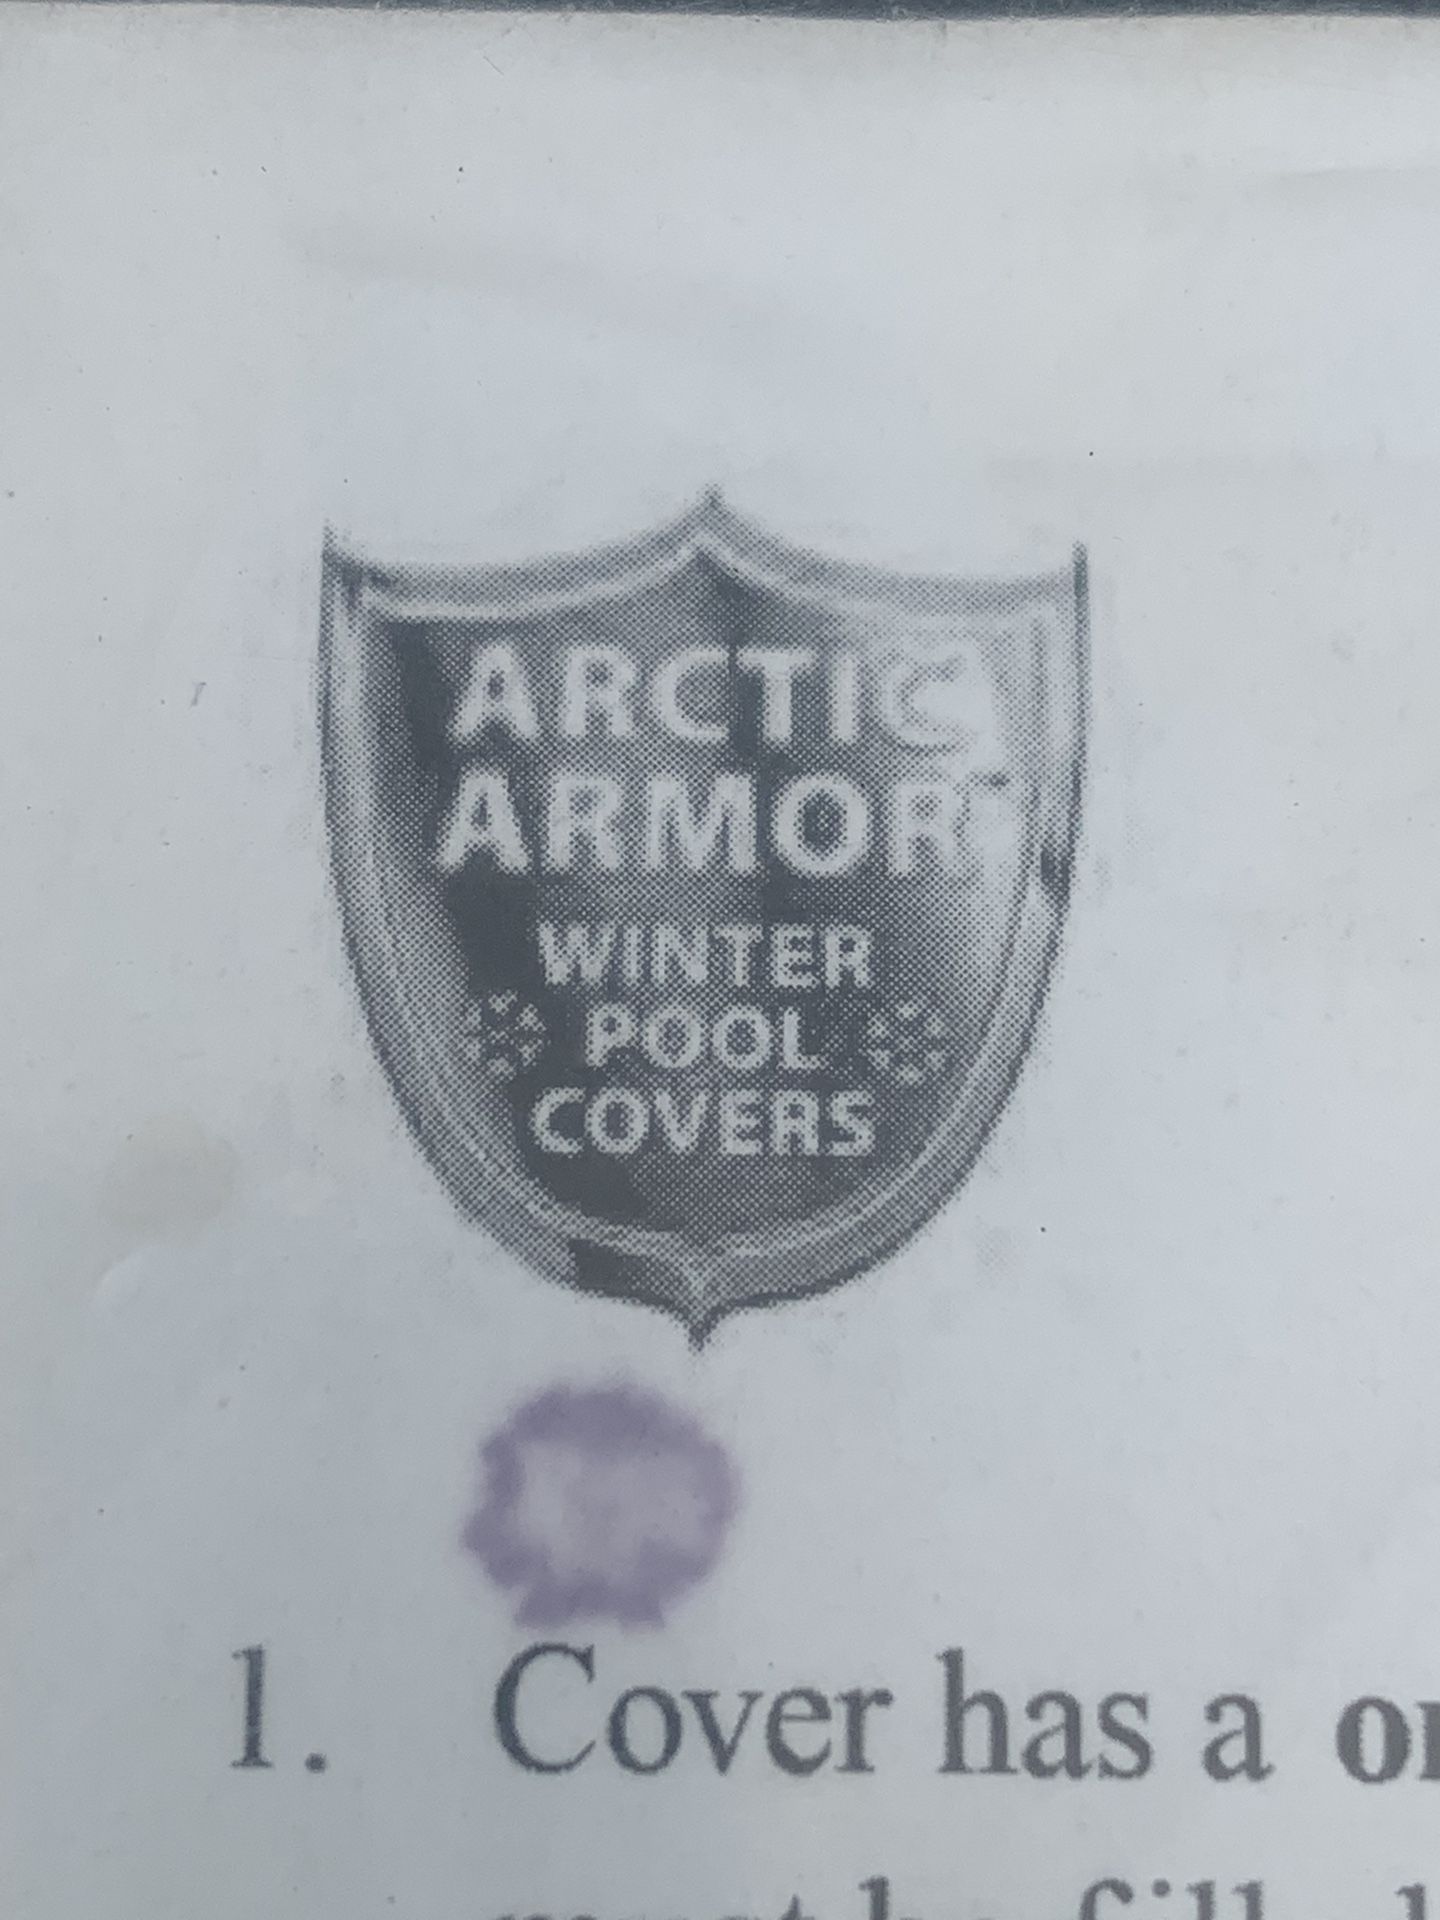 ARCTIC
ARMOR
WINTER
POOL
COVERS
1. Cover has a